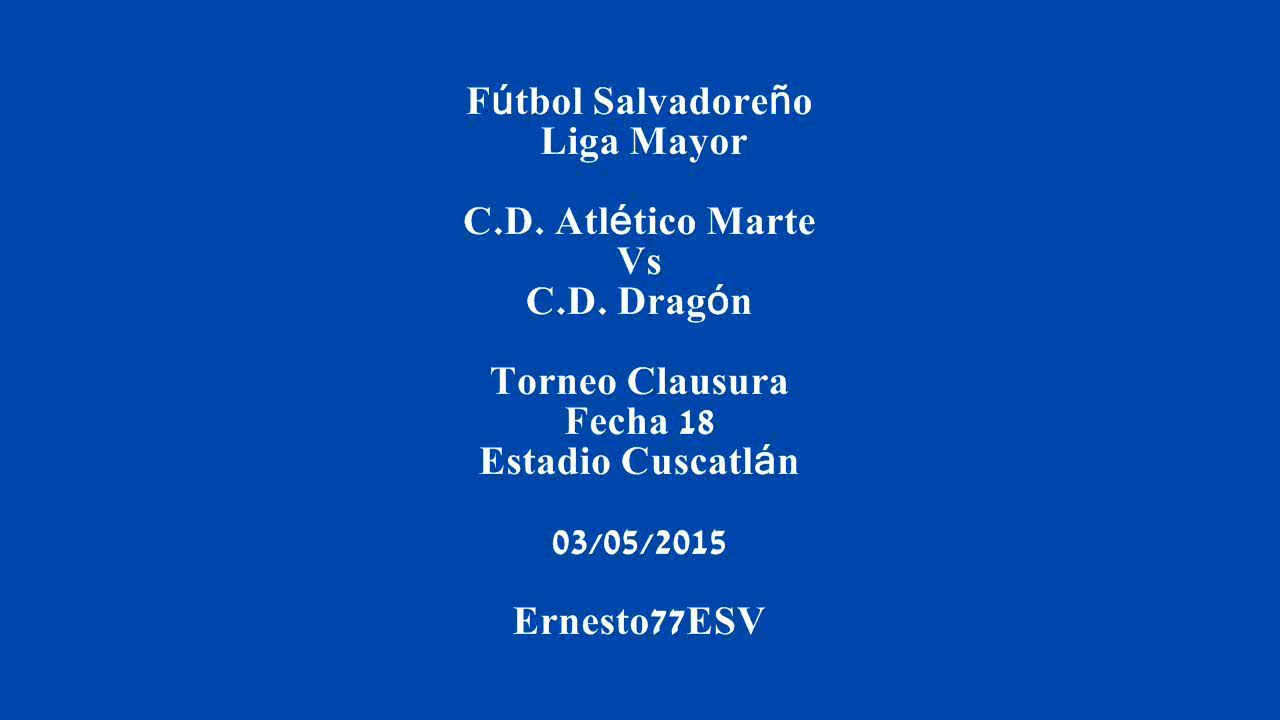 Fútbol Salvadoreño
Liga Mayor
C.D. Atlético Marte
Vs
C.D. Dragón
Torneo Clausura
Fecha 18
Estadio Cuscatlán
03/05/2015
Ernesto77ESV